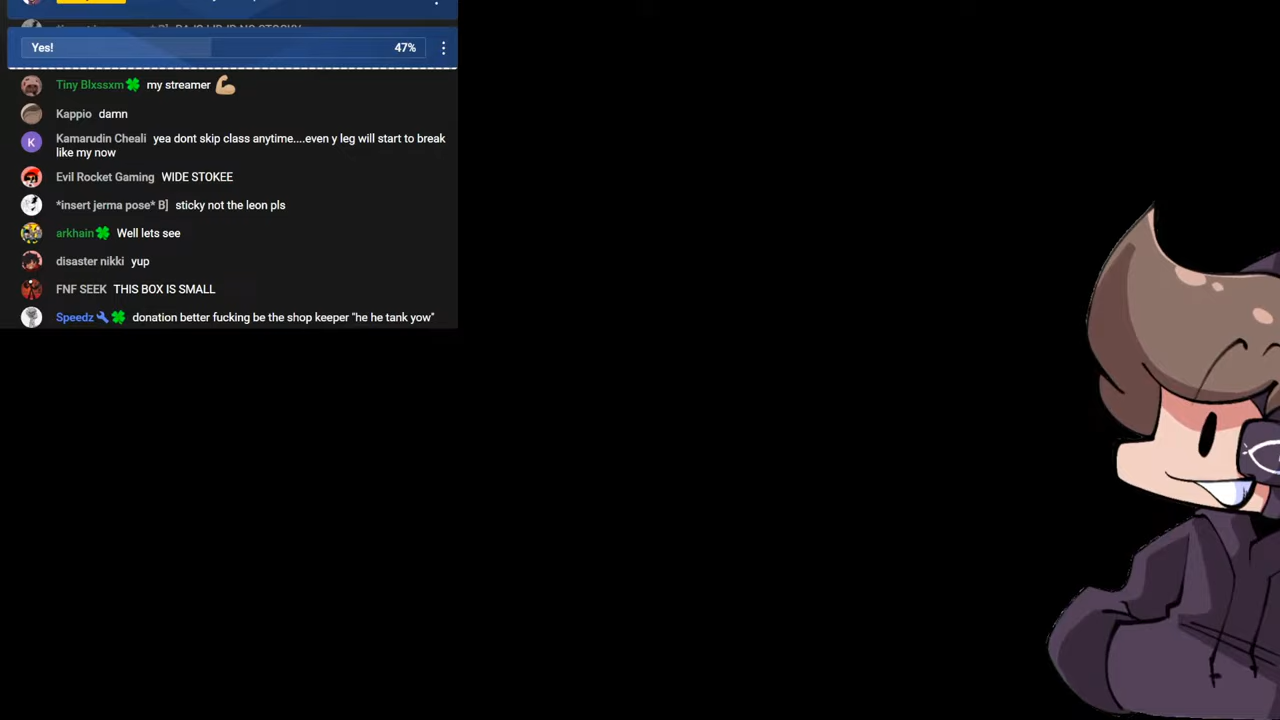 Yes! 47%
Tiny Blxssxm my streamer
Kappio damn
Kamarudin Cheali yea dont skip class anytime....even y leg will start to break
like my now
Evil Rocket Gaming WIDE STOKEE
*insert jerma pose* B] sticky not the leon pls
arkhain Well lets see
disaster nikki yup
FNF SEEK THIS BOX IS SMALL
Speedz donation better fucking be the shop keeper "he he tank yow"